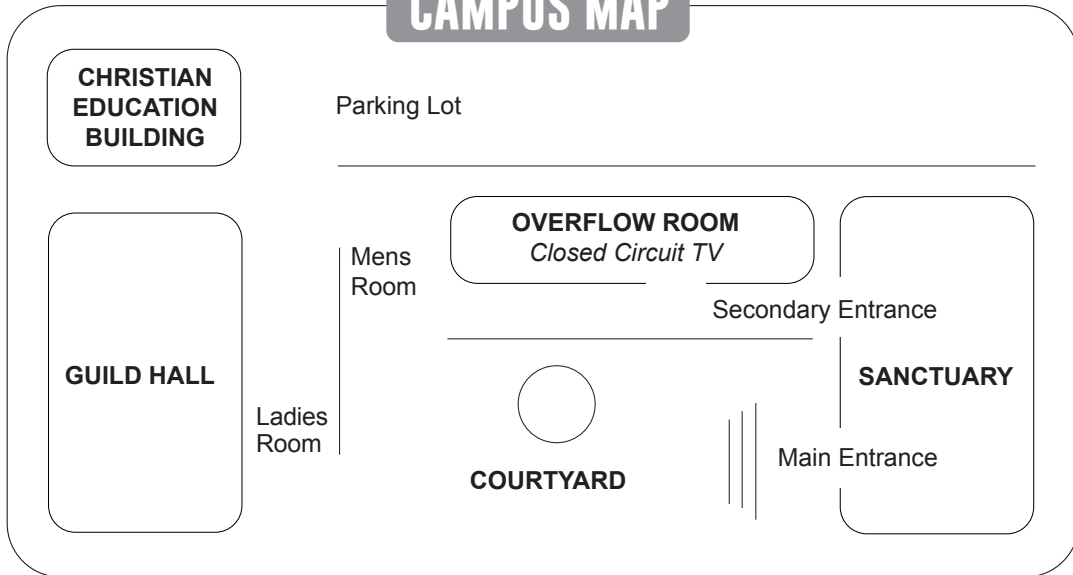 CAMPUS MAP
CHRISTIAN
EDUCATION
BUILDING
Parking Lot
OVERFLOW ROOM
Closed Circuit TV
Mens
Room
Secondary Entrance
GUILD HALL
SANCTUARY
Ladies
Room
Main Entrance
COURTYARD